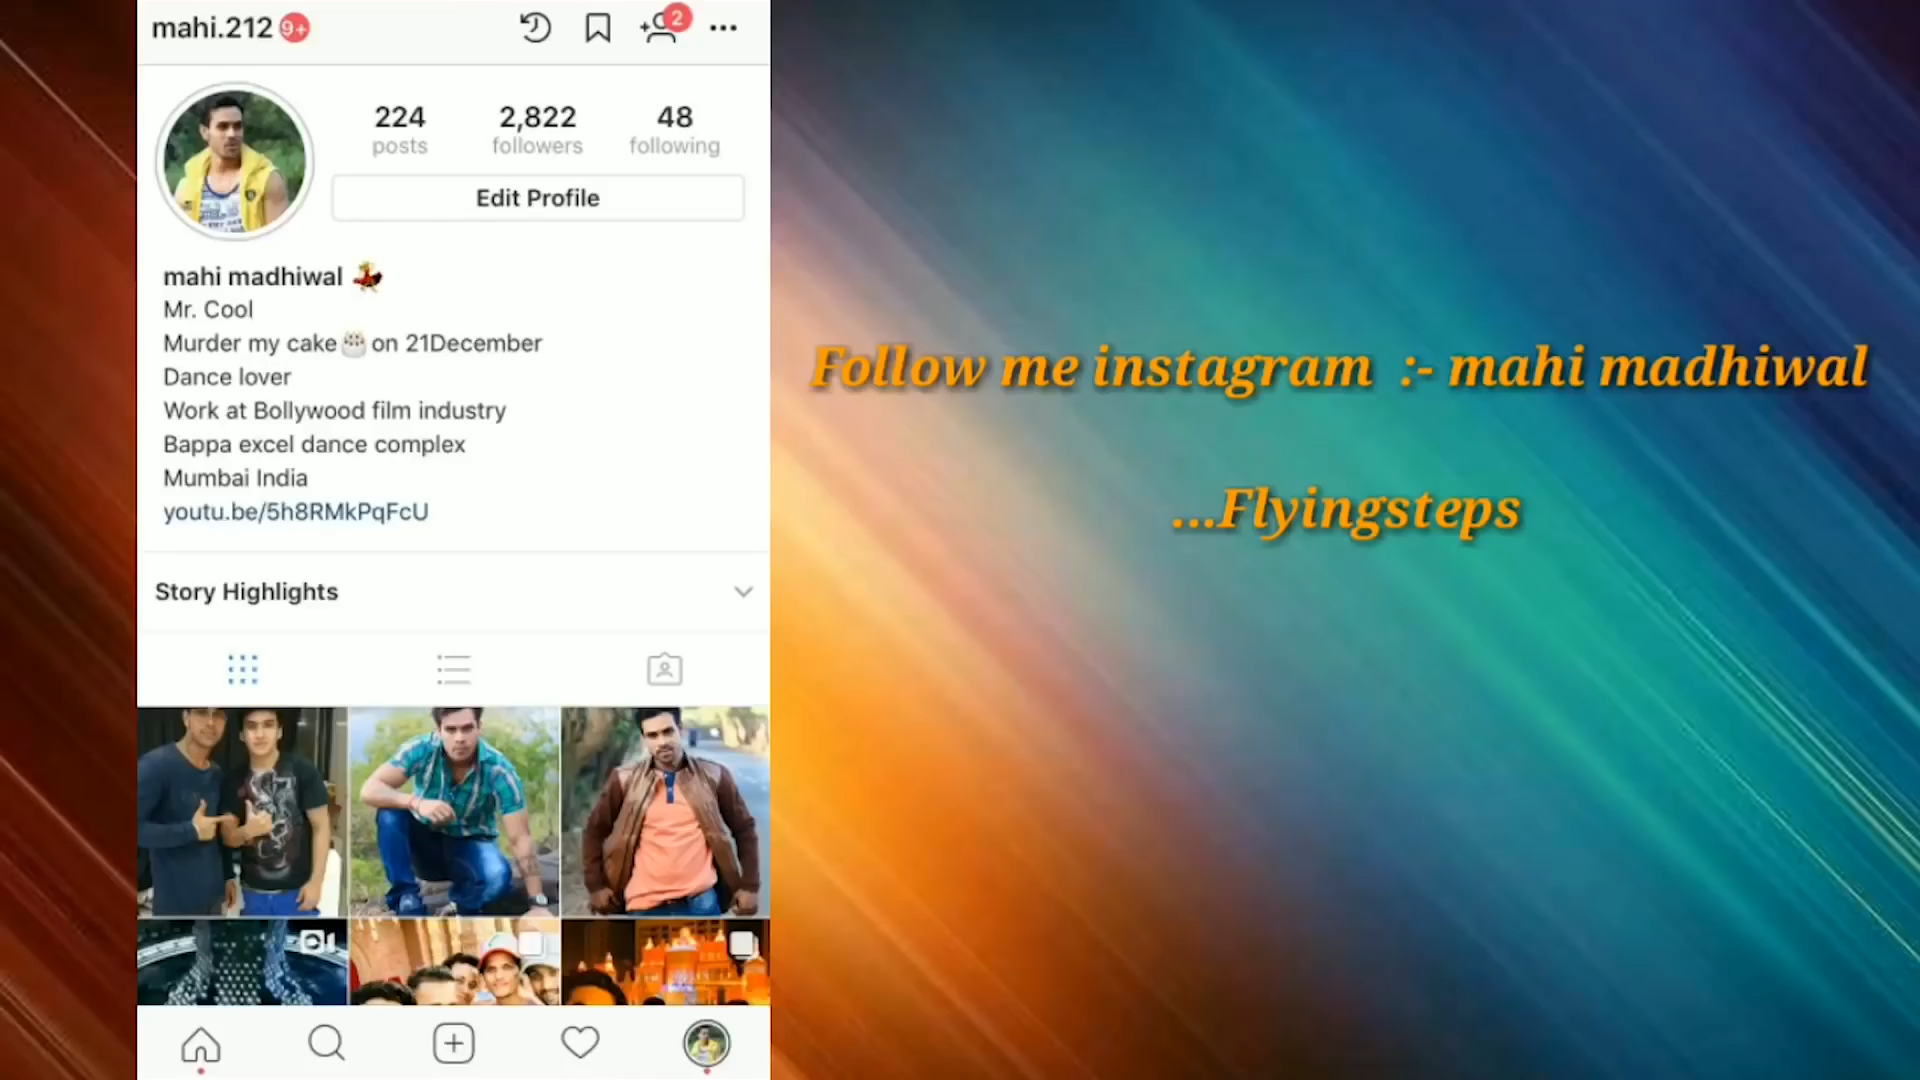 mahi.212 9+
2
224 2,822 48
posts followers following
Edit Profile
mahi madhiwal
Mr. Cool
Murder my cake🎂on 21December
Dance lover
Work at Bollywood film industry
Bappa excel dance complex
Mumbai India
youtu.be/5h8RMkPqFcU
Story Highlights
Follow me instagram :- mahi madhiwal
...Flyingsteps